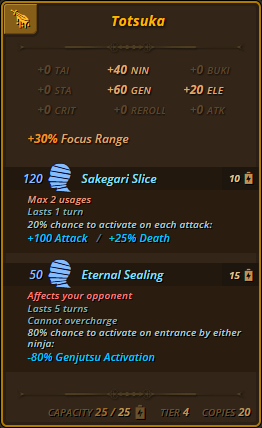 Totsuka
+0 TAI +40 NIN +0 BUKI
+0 STA +60 GEN +20 ELE
+0 CRIT +0 REROLL +0 ATK
+30% Focus Range
120 Sakegari Slice 10
Max 2 usages
Lasts 1 turn
20% chance to activate on each attack:
+100 Attack / +25% Death
50 Eternal Sealing 15
Affects your opponent
Lasts 5 turns
Cannot overcharge
80% chance to activate on entrance by either
ninja:
-80% Genjutsu Activation
CAPACITY 25 / 25 TIER 4 COPIES 20